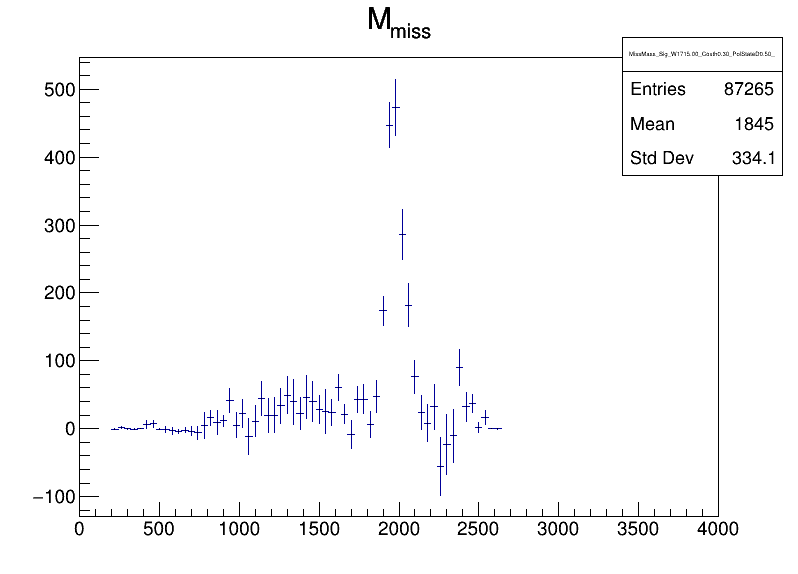 M_miss
MissMass_Sig_W1715.00_Costh0.30_PolStateD0.50_
Entries 87265
Mean 1845
Std Dev 334.1
500
400
300
200
100
0
−100
0 500 1000 1500 2000 2500 3000 3500 4000